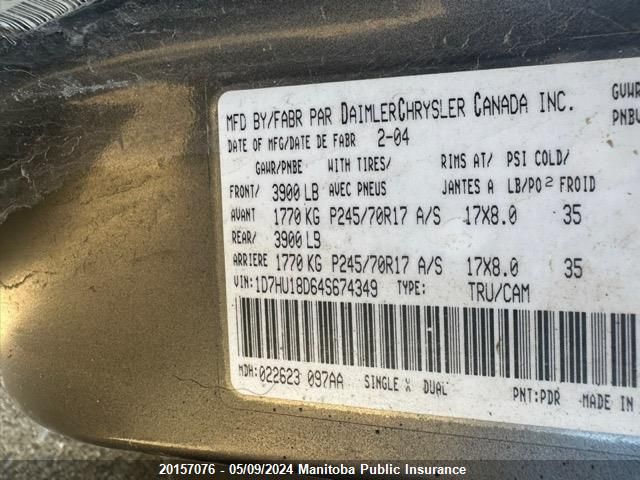 MFD BY/FABR PAR DAIMLERCHRYSLER CANADA INC. GVWR
DATE OF MFG/DATE DE FABR 2-04 PNBV
GAWR/PNBE WITH TIRES/ RIMS AT/ PSI COLD/
FRONT/ 3900 LB AVEC PNEUS JANTES A LB/PO2 FROID
AVANT 1770 KG P245/70R17 A/S 17X8.0 35
REAR/ 3900 LB
ARRIERE 1770 KG P245/70R17 A/S 17X8.0 35
VIN: 1D7HU18D64S674349 TYPE: TRU/CAM
MDH: 022623 097AA SINGLE X DUAL PNT: PDR MADE IN
20157076 - 05/09/2024 Manitoba Public Insurance